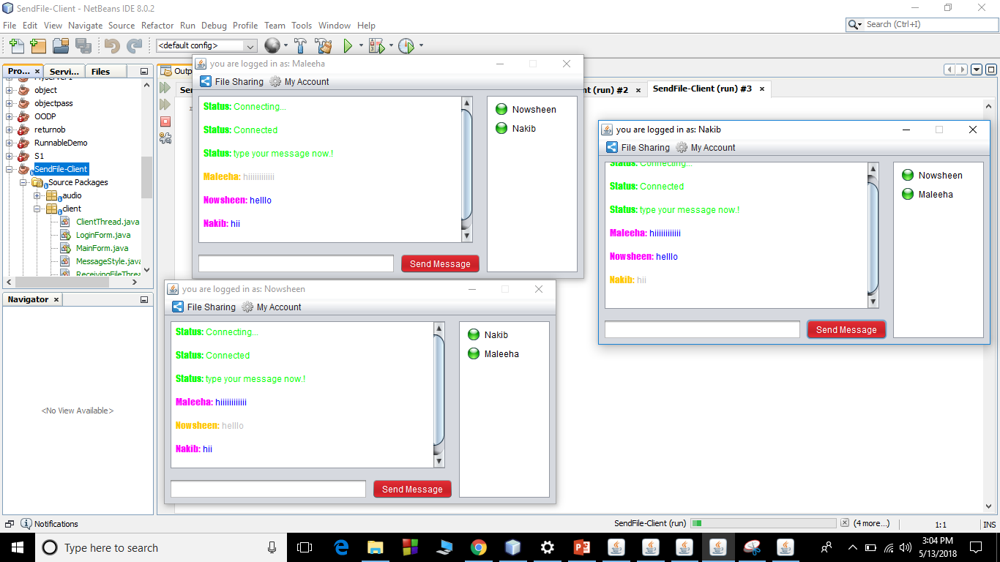 SendFile-Client - NetBeans IDE 8.0.2
File Edit View Navigate Source Refactor Run Debug Profile Team Tools Window Help
Search (Ctrl+I)
<default config>
Pro... Servi... Files
object
objectpass
OODP
returnob
RunnableDemo
S1
SendFile-Client
Source Packages
audio
client
ClientThread.java
LoginForm.java
MainForm.java
MessageStyle.java
Navigator
<No View Available>
Outp
(run) #2
SendFile-Client (run) #3
you are logged in as: Maleeha
File Sharing My Account
Status: Connecting...
Status: Connected
Status: type your message now.!
Maleeha: hiiiiiiiiiiii
Nowsheen: helllo
Nakib: hii
Send Message
Nowsheen
Nakib
you are logged in as: Nakib
File Sharing My Account
Status: Connecting...
Status: Connected
Status: type your message now.!
Maleeha: hiiiiiiiiiiii
Nowsheen: helllo
Nakib: hii
Send Message
Nowsheen
Maleeha
you are logged in as: Nowsheen
File Sharing My Account
Status: Connecting...
Status: Connected
Status: type your message now.!
Maleeha: hiiiiiiiiiiii
Nowsheen: helllo
Nakib: hii
Send Message
Nakib
Maleeha
Notifications
SendFile-Client (run) (4 more...) 1:1 INS
Type here to search
3:04 PM
5/13/2018